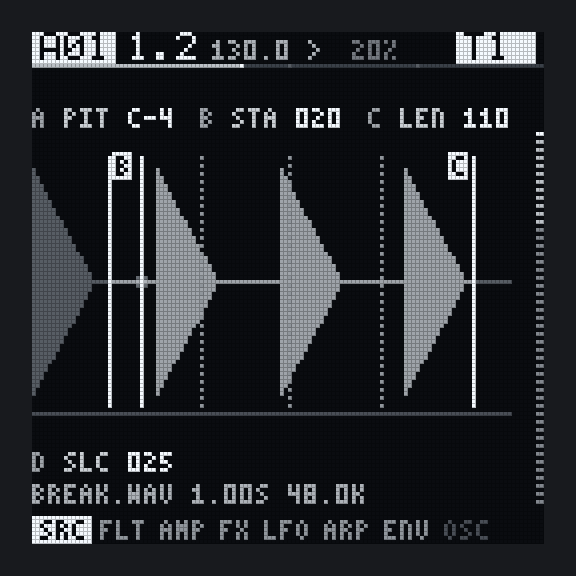 A01 1.2 130.0 > 20% T1
A PIT C-4 B STA 020 C LEN 110
B C
D SLC 025
BREAK.WAV 1.00S 48.0K
SRC FLT AMP FX LFO ARP ENV OSC